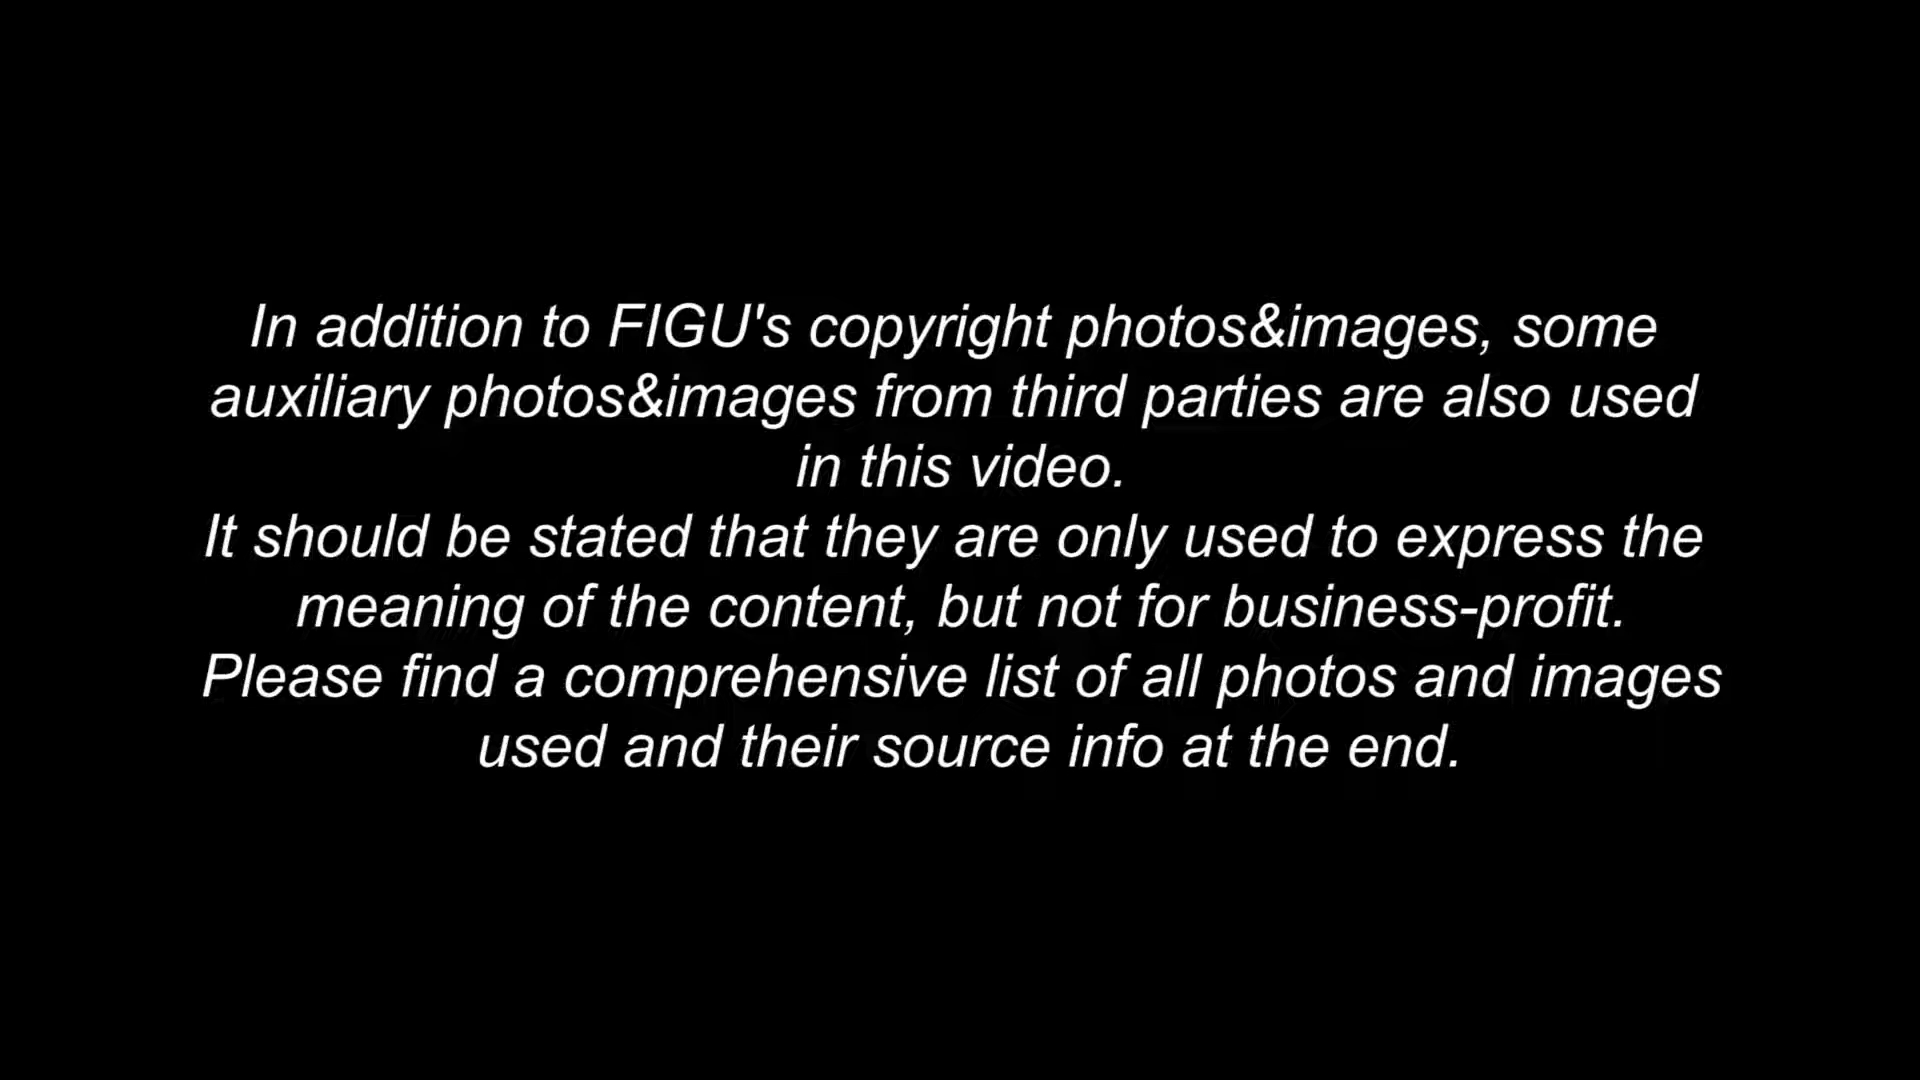 In addition to FIGU's copyright photos&images, some
auxiliary photos&images from third parties are also used
in this video.
It should be stated that they are only used to express the
meaning of the content, but not for business-profit.
Please find a comprehensive list of all photos and images
used and their source info at the end.